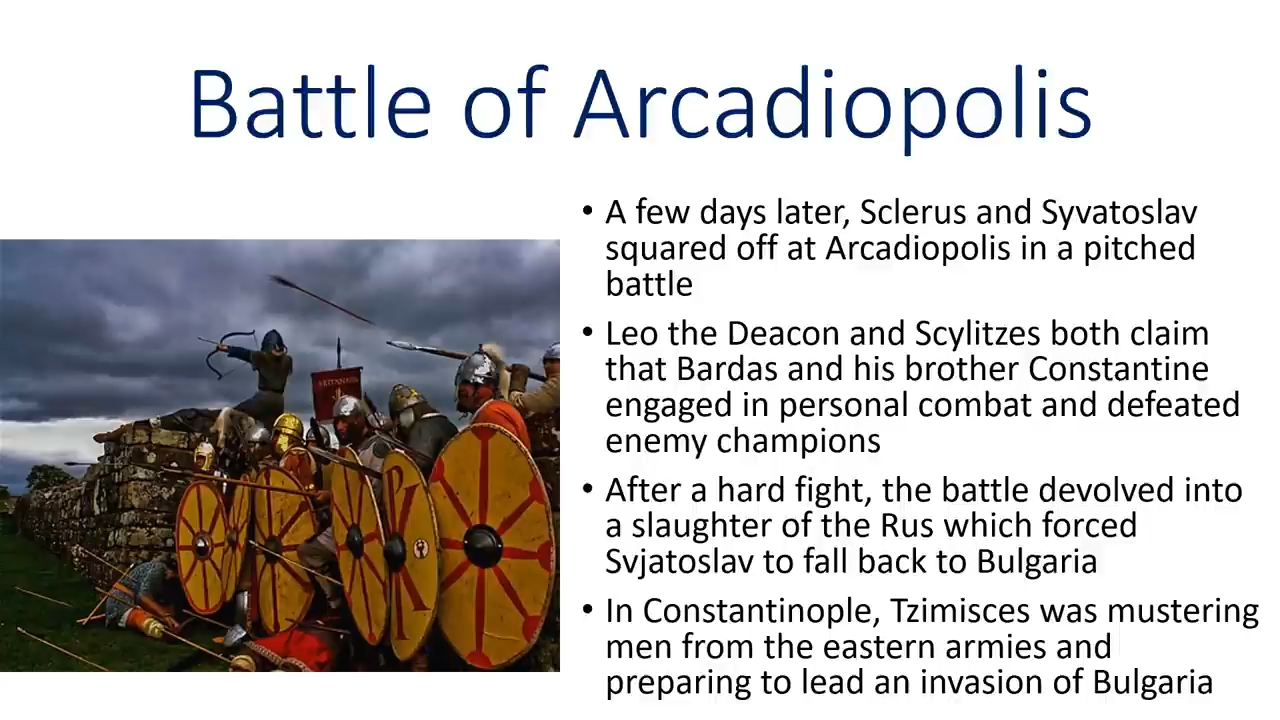 Battle of Arcadiopolis
• A few days later, Sclerus and Syvatoslav
squared off at Arcadiopolis in a pitched
battle
• Leo the Deacon and Scylitzes both claim
that Bardas and his brother Constantine
engaged in personal combat and defeated
enemy champions
• After a hard fight, the battle devolved into
a slaughter of the Rus which forced
Svjatoslav to fall back to Bulgaria
• In Constantinople, Tzimisces was mustering
men from the eastern armies and
preparing to lead an invasion of Bulgaria